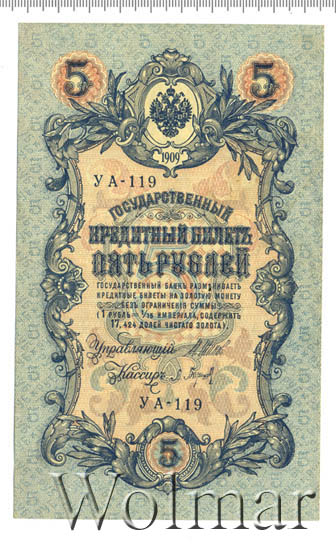 5 5
1909
УА-119
ГОСУДАРСТВЕННЫЙ
КРЕДИТНЫЙ БИЛЕТЪ
ПЯТЬ РУБЛЕЙ
ГОСУДАРСТВЕННЫЙ БАНКЪ РАЗМѢНИВАЕТЪ
КРЕДИТНЫЕ БИЛЕТЫ НА ЗОЛОТУЮ МОНЕТУ
БЕЗЪ ОГРАНИЧЕНІЯ СУММЫ
(1 РУБЛЬ = 1/15 ИМПЕРІАЛА, СОДЕРЖИТЪ
17,424 ДОЛЕЙ ЧИСТАГО ЗОЛОТА).
Управляющій
Кассиръ
УА-119
5
Wolmar